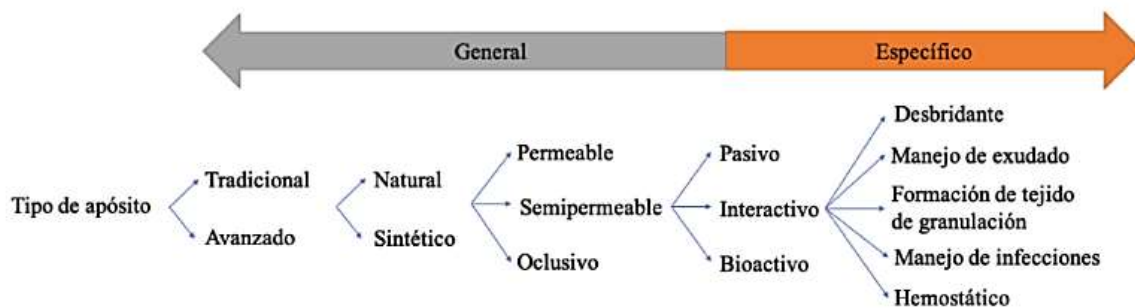 General
Específico
Tipo de apósito
Tradicional
Avanzado
Natural
Sintético
Permeable
Semipermeable
Oclusivo
Pasivo
Interactivo
Bioactivo
Desbridante
Manejo de exudado
Formación de tejido
de granulación
Manejo de infecciones
Hemostático